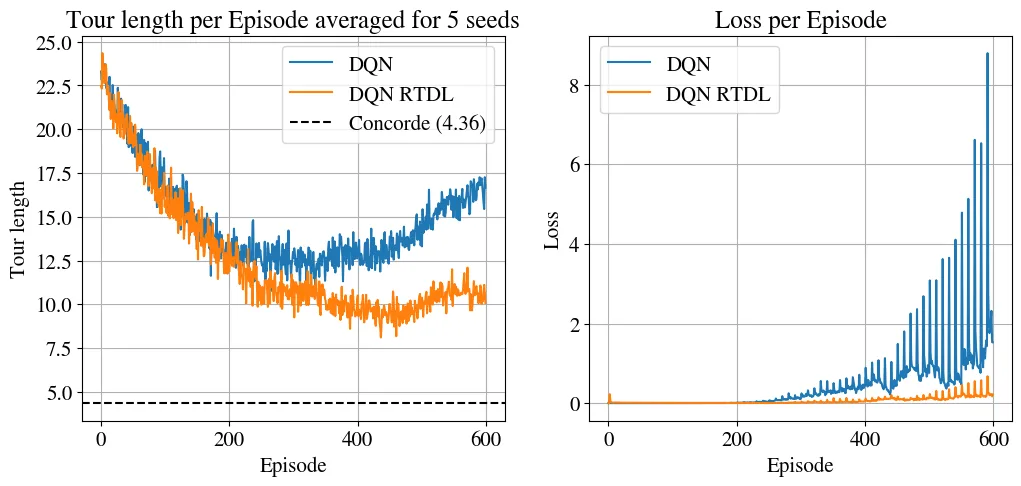 Tour length per Episode averaged for 5 seeds
25.0
22.5
20.0
17.5
15.0
12.5
10.0
7.5
5.0
Tour length
DQN
DQN RTDL
Concorde (4.36)
0
200
400
600
Episode
Loss per Episode
8
6
4
2
0
Loss
DQN
DQN RTDL
0
200
400
600
Episode